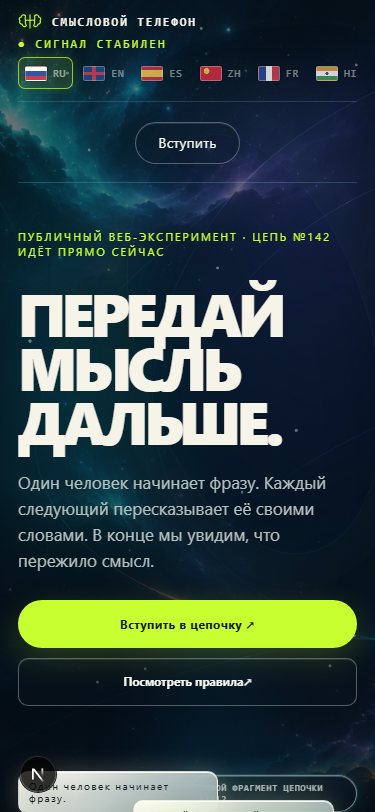 СМЫСЛОВОЙ ТЕЛЕФОН
СИГНАЛ СТАБИЛЕН
RU EN ES ZH FR HI
Вступить
ПУБЛИЧНЫЙ ВЕБ-ЭКСПЕРИМЕНТ · ЦЕПЬ №142
ИДЁТ ПРЯМО СЕЙЧАС
ПЕРЕДАЙ
МЫСЛЬ
ДАЛЬШЕ.
Один человек начинает фразу. Каждый
следующий пересказывает её своими
словами. В конце мы увидим, что
пережило смысл.
Вступить в цепочку ↗
Посмотреть правила↗
N
Один человек начинает
фразу.
ФРАГМЕНТ ЦЕПОЧКИ